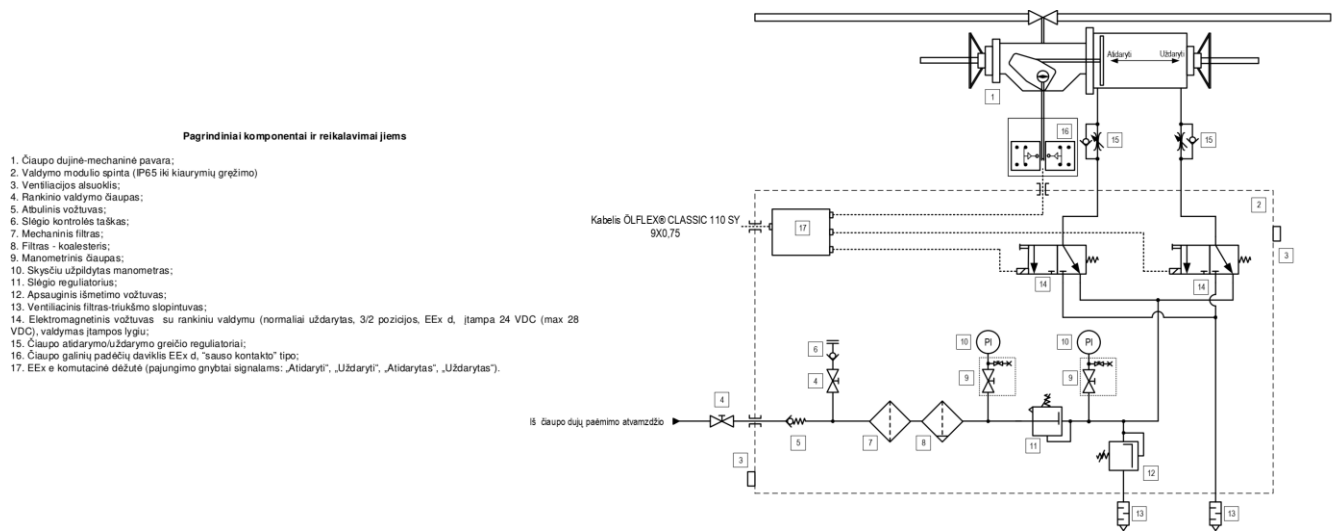 Pagrindiniai komponentai ir reikalavimai jiems
1. Čiaupo dujinė-mechaninė pavara;
2. Valdymo modulio spinta (IP65 iki kiaurymių gręžimo)
3. Ventiliacijos alsuoklis;
4. Rankinio valdymo čiaupas;
5. Atbulinis vožtuvas;
6. Slėgio kontrolės taškas;
7. Mechaninis filtras;
8. Filtras - koalesteris;
9. Manometrinis čiaupas;
10. Skysčiu užpildytas manometras;
11. Slėgio reguliatorius;
12. Apsauginis išmetimo vožtuvas;
13. Ventiliacinis filtras-triukšmo slopintuvas;
14. Elektromagnetinis vožtuvas su rankiniu valdymu (normaliai uždarytas, 3/2 pozicijos, EEx d, įtampa 24 VDC (max 28
VDC), valdymas įtampos lygiu;
15. Čiaupo atidarymo/uždarymo greičio reguliatoriai;
16. Čiaupo galinių padėčių daviklis EEx d, "sauso kontakto" tipo;
17. EEx e komutacinė dėžutė (pajungimo gnybtai signalams: „Atidaryti", „Uždaryti", „Atidarytas", „Uždarytas").
Atidaryti
Uždaryti
1
16
15
15
2
Kabelis ÖLFLEX® CLASSIC 110 SY
9X0,75
17
3
14
14
6
10
PI
10
PI
4
9
9
4
Iš čiaupo dujų paėmimo atvamzdžio
5
7
8
11
12
3
13
13